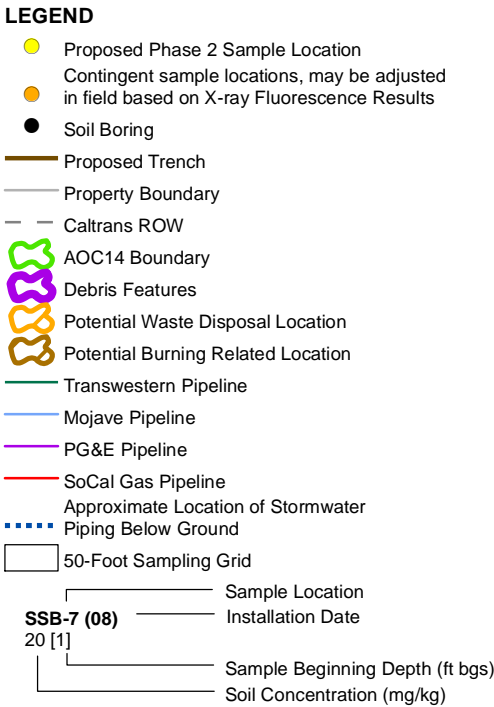 LEGEND
Proposed Phase 2 Sample Location
Contingent sample locations, may be adjusted
in field based on X-ray Fluorescence Results
Soil Boring
Proposed Trench
Property Boundary
Caltrans ROW
AOC14 Boundary
Debris Features
Potential Waste Disposal Location
Potential Burning Related Location
Transwestern Pipeline
Mojave Pipeline
PG&E Pipeline
SoCal Gas Pipeline
Approximate Location of Stormwater
Piping Below Ground
50-Foot Sampling Grid
Sample Location
SSB-7 (08) Installation Date
20 [1]
Sample Beginning Depth (ft bgs)
Soil Concentration (mg/kg)